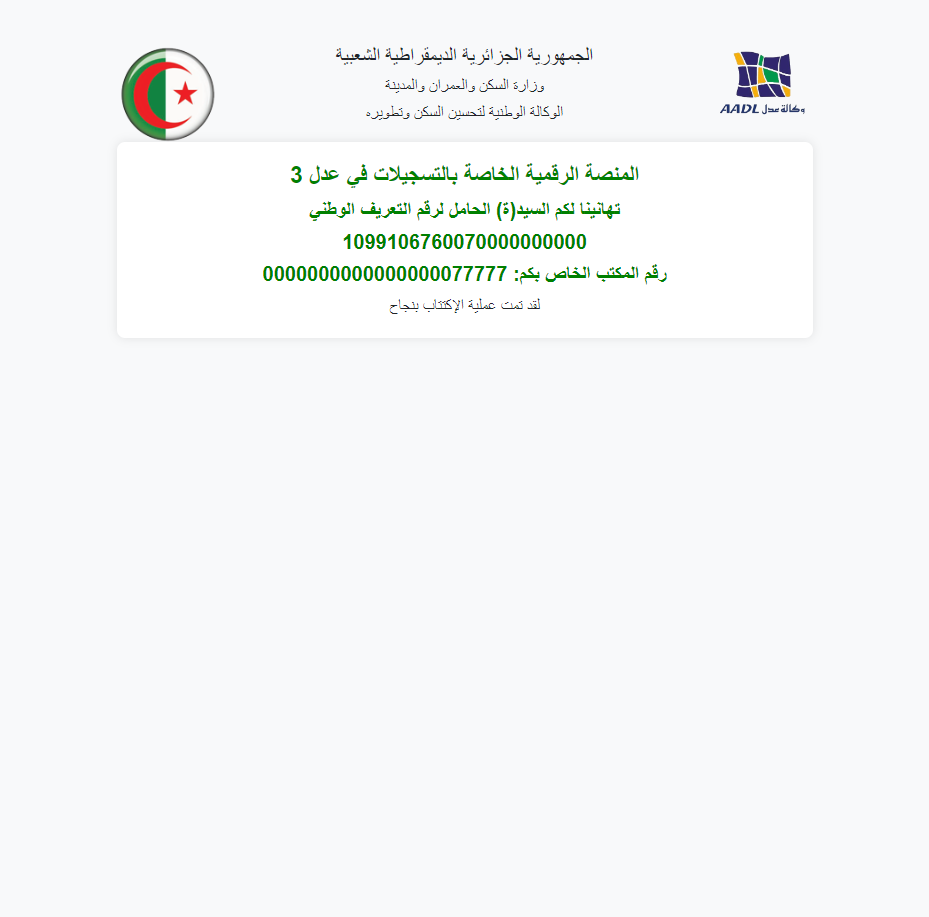 الجمهورية الجزائرية الديمقراطية الشعبية
وزارة السكن والعمران والمدينة
الوكالة الوطنية لتحسين السكن وتطويره
AADL وكالة عدل
المنصة الرقمية الخاصة بالتسجيلات في عدل 3
تهانينا لكم السيد(ة) الحامل لرقم التعريف الوطني
1099106760070000000000
رقم المكتب الخاص بكم: 0000000000000000077777
لقد تمت عملية الإكتتاب بنجاح